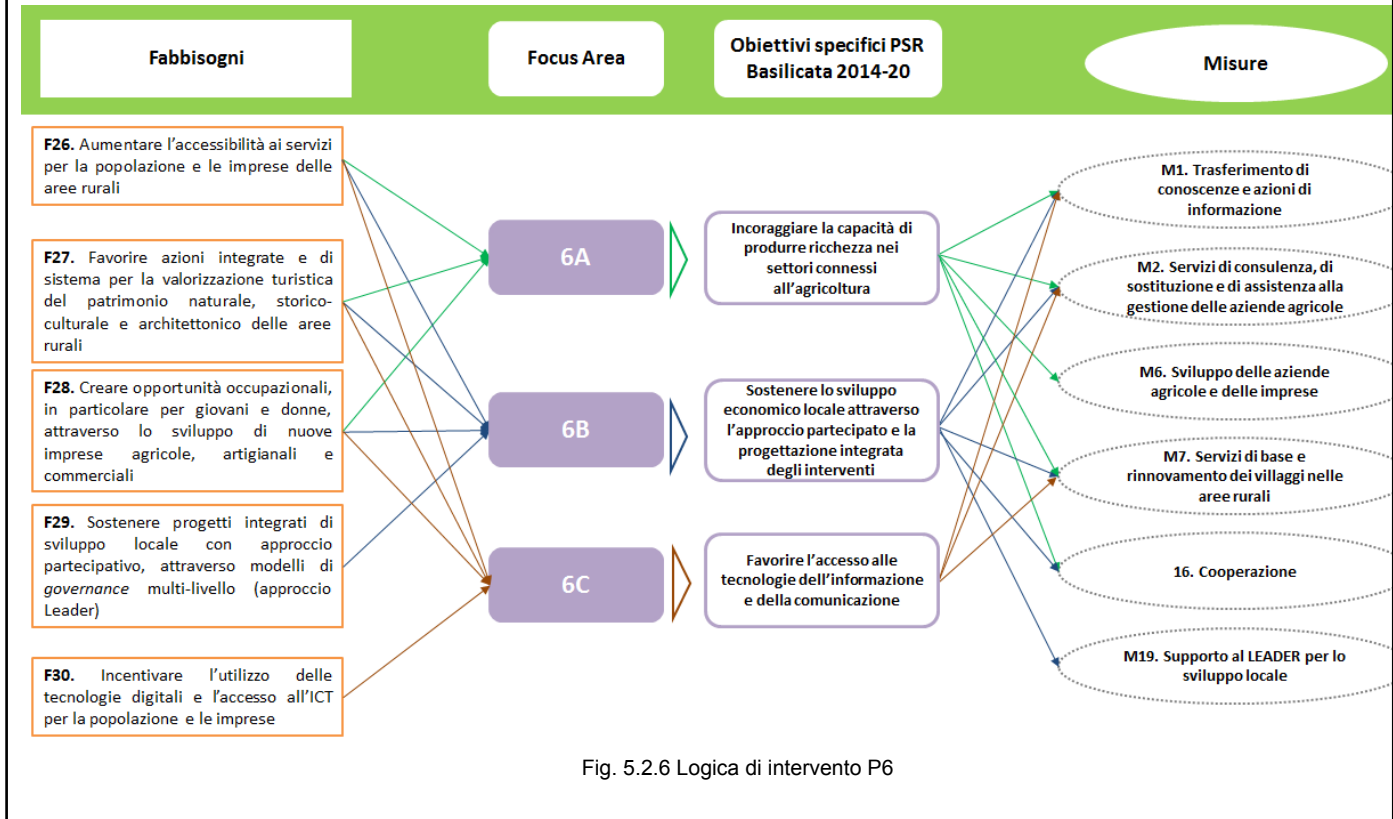 Fabbisogni
Focus Area
Obiettivi specifici PSR
Basilicata 2014-20
Misure
F26. Aumentare l'accessibilità ai servizi
per la popolazione e le imprese delle
aree rurali
F27. Favorire azioni integrate e di
sistema per la valorizzazione turistica
del patrimonio naturale, storico-
culturale e architettonico delle aree
rurali
F28. Creare opportunità occupazionali,
in particolare per giovani e donne,
attraverso lo sviluppo di nuove
imprese agricole, artigianali e
commerciali
F29. Sostenere progetti integrati di
sviluppo locale con approccio
partecipativo, attraverso modelli di
governance multi-livello (approccio
Leader)
F30. Incentivare l'utilizzo delle
tecnologie digitali e l'accesso all'ICT
per la popolazione e le imprese
6A
6B
6C
Incoraggiare la capacità di
produrre ricchezza nei
settori connessi
all'agricoltura
Sostenere lo sviluppo
economico locale attraverso
l'approccio partecipato e la
progettazione integrata
degli interventi
Favorire l'accesso alle
tecnologie dell'informazione
e della comunicazione
M1. Trasferimento di
conoscenze e azioni di
informazione
M2. Servizi di consulenza, di
sostituzione e di assistenza alla
gestione delle aziende agricole
M6. Sviluppo delle aziende
agricole e delle imprese
M7. Servizi di base e
rinnovamento dei villaggi nelle
aree rurali
16. Cooperazione
M19. Supporto al LEADER per lo
sviluppo locale
Fig. 5.2.6 Logica di intervento P6